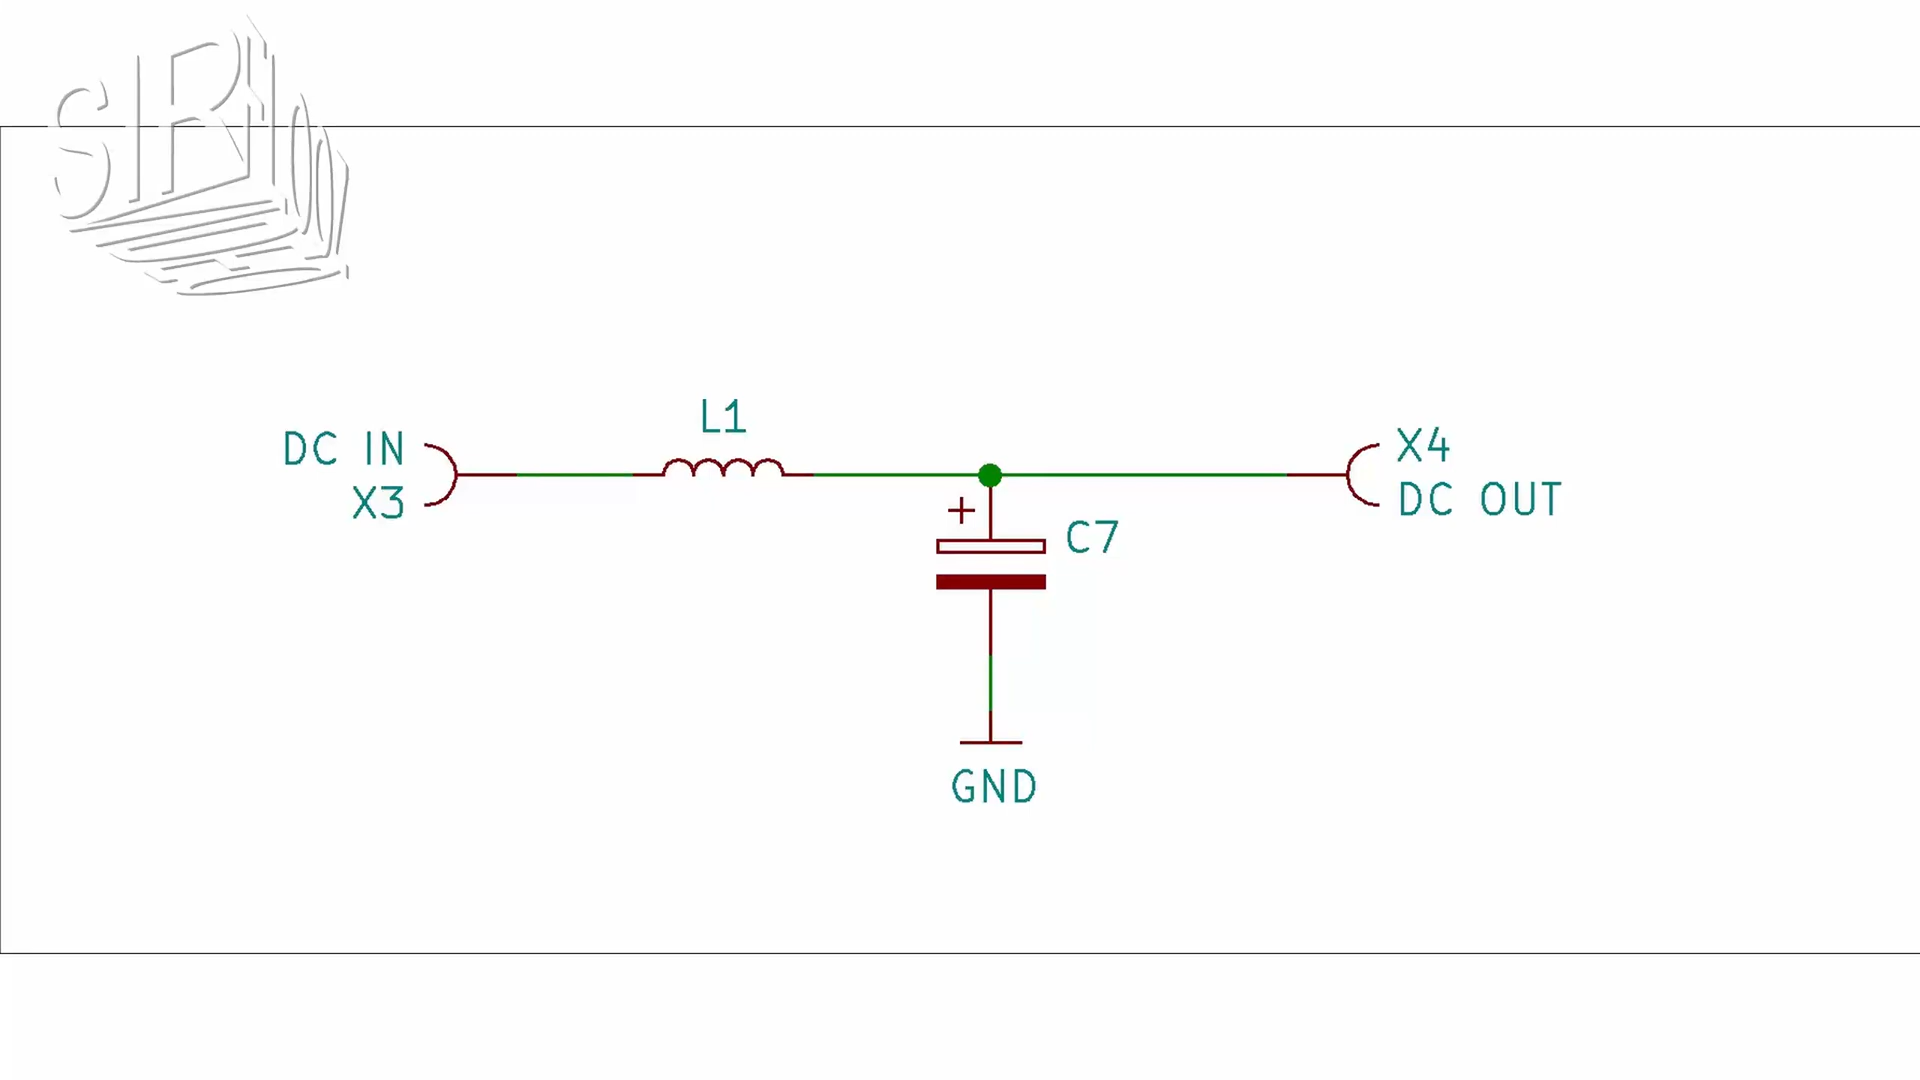 L1
DC IN
X3
X4
DC OUT
+
C7
GND